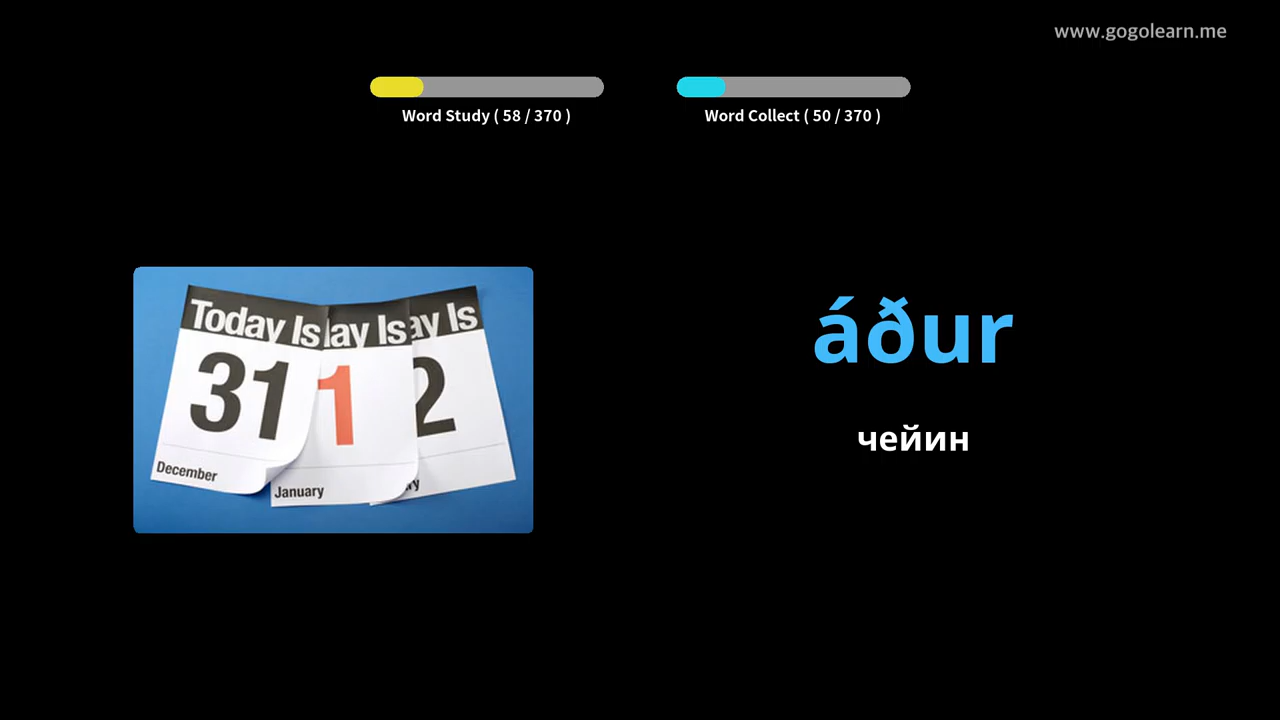 www.gogolearn.me
Word Study ( 58 / 370 )
Word Collect ( 50 / 370 )
Today Is
31
December
ay Is
1
January
ay Is
2
ry
áður
чейин